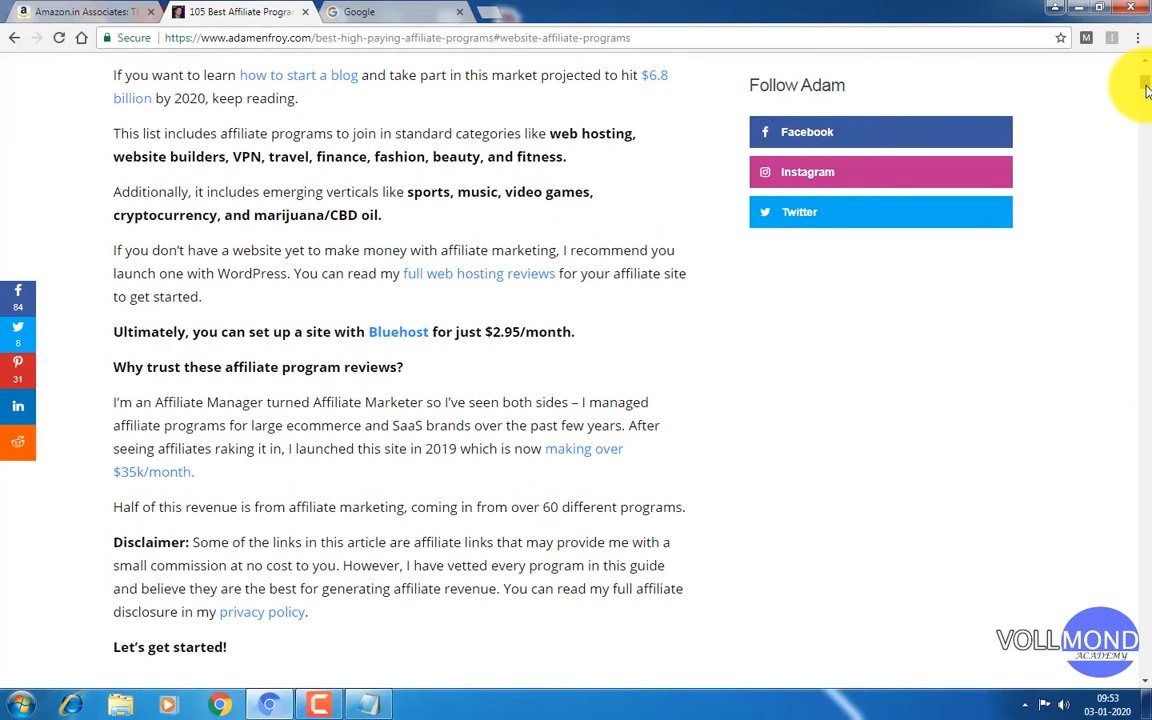 Amazon.in Associates: T
105 Best Affiliate Progra
Google
Secure
https://www.adamenfroy.com/best-high-paying-affiliate-programs#website-affiliate-programs
If you want to learn how to start a blog and take part in this market projected to hit $6.8
billion by 2020, keep reading.
This list includes affiliate programs to join in standard categories like web hosting,
website builders, VPN, travel, finance, fashion, beauty, and fitness.
Additionally, it includes emerging verticals like sports, music, video games,
cryptocurrency, and marijuana/CBD oil.
If you don't have a website yet to make money with affiliate marketing, I recommend you
launch one with WordPress. You can read my full web hosting reviews for your affiliate site
to get started.
Ultimately, you can set up a site with Bluehost for just $2.95/month.
Why trust these affiliate program reviews?
I'm an Affiliate Manager turned Affiliate Marketer so I've seen both sides – I managed
affiliate programs for large ecommerce and SaaS brands over the past few years. After
seeing affiliates raking it in, I launched this site in 2019 which is now making over
$35k/month.
Half of this revenue is from affiliate marketing, coming in from over 60 different programs.
Disclaimer: Some of the links in this article are affiliate links that may provide me with a
small commission at no cost to you. However, I have vetted every program in this guide
and believe they are the best for generating affiliate revenue. You can read my full affiliate
disclosure in my privacy policy.
Let's get started!
Follow Adam
Facebook
Instagram
Twitter
84
8
31
VOLLMOND
ACADEMY
09:53
03-01-2020